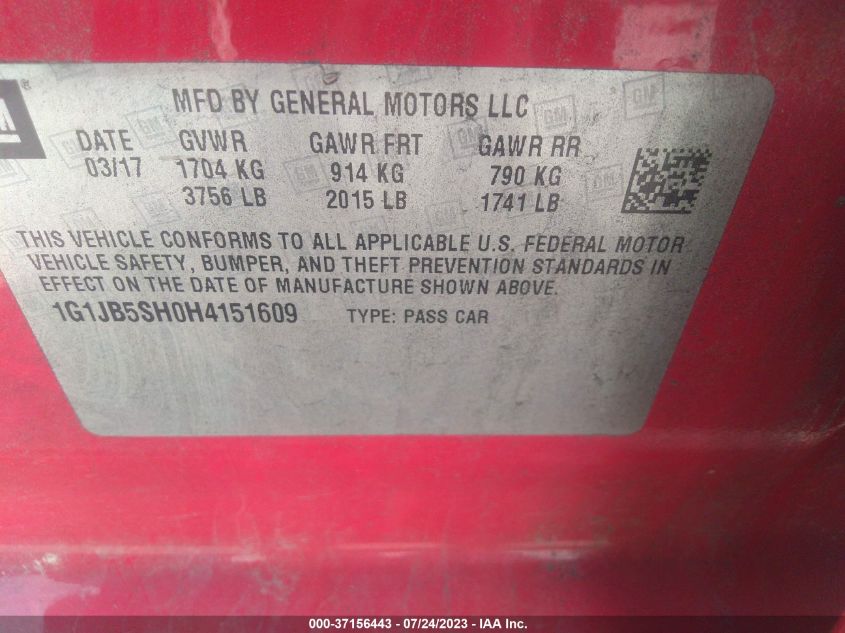 GM
MFD BY GENERAL MOTORS LLC
DATE GVWR GAWR FRT GAWR RR
03/17 1704 KG 914 KG 790 KG
3756 LB 2015 LB 1741 LB
THIS VEHICLE CONFORMS TO ALL APPLICABLE U.S. FEDERAL MOTOR
VEHICLE SAFETY, BUMPER, AND THEFT PREVENTION STANDARDS IN
EFFECT ON THE DATE OF MANUFACTURE SHOWN ABOVE.
1G1JB5SH0H4151609 TYPE: PASS CAR
000-37156443 - 07/24/2023 - IAA Inc.